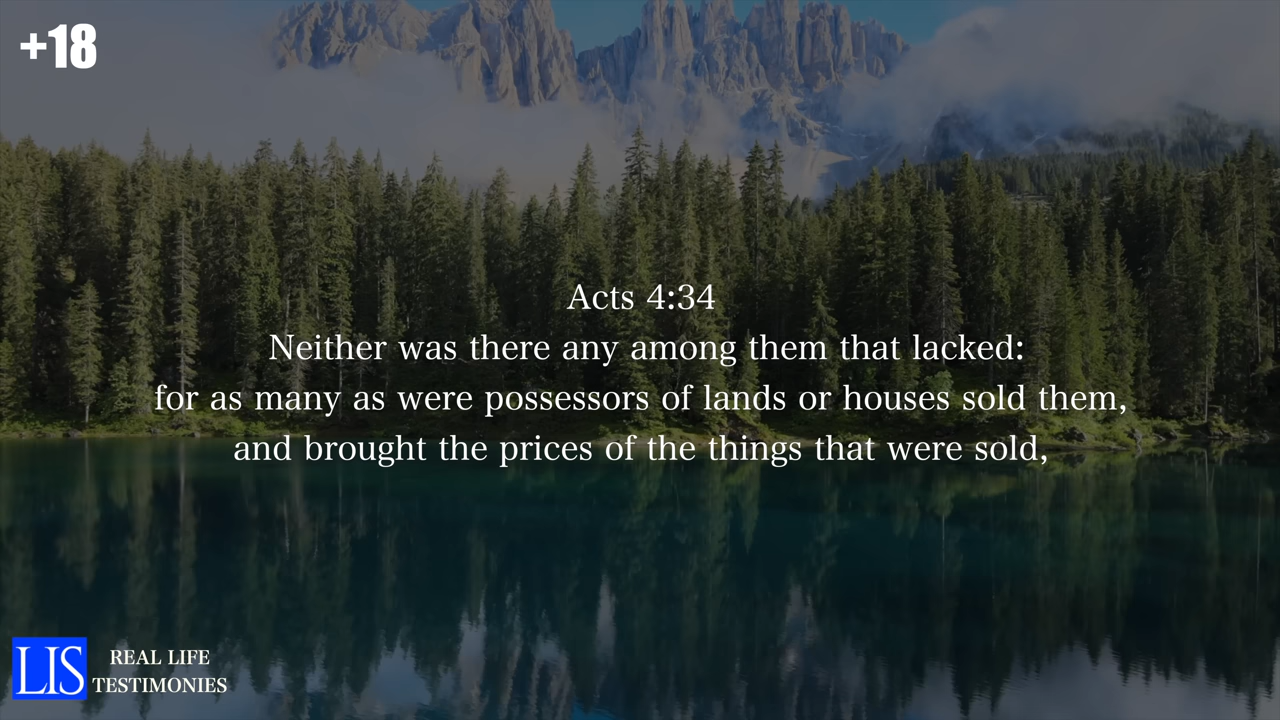 +18
Acts 4:34
Neither was there any among them that lacked:
for as many as were possessors of lands or houses sold them,
and brought the prices of the things that were sold,
LIS
REAL LIFE
TESTIMONIES